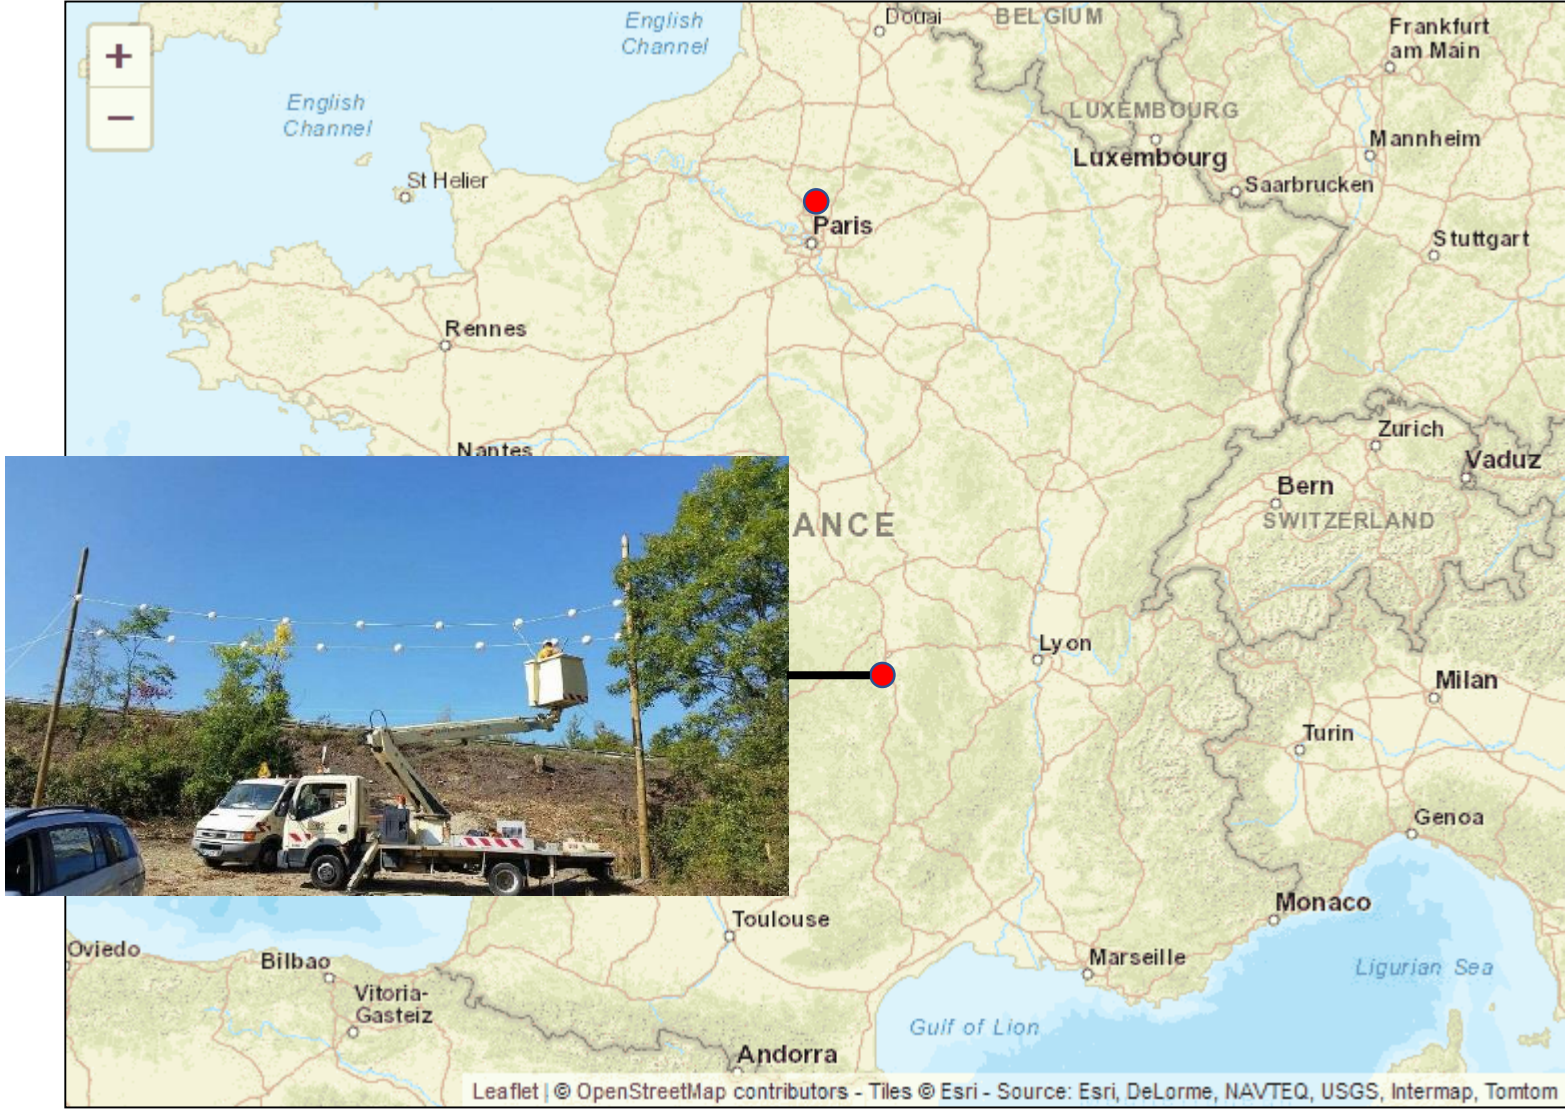 Douai
BELGIUM
English
Channel
Frankfurt
am Main
+
−
English
Channel
LUXEMBOURG
Luxembourg
Mannheim
St Helier
Saarbrucken
Paris
Stuttgart
Rennes
Zurich
Nantes
Vaduz
Bern
SWITZERLAND
ANCE
Lyon
Milan
Turin
Genoa
Monaco
Toulouse
Oviedo
Bilbao
Marseille
Ligurian Sea
Vitoria-
Gasteiz
Gulf of Lion
Andorra
Leaflet | © OpenStreetMap contributors - Tiles © Esri - Source: Esri, DeLorme, NAVTEQ, USGS, Intermap, Tomtom